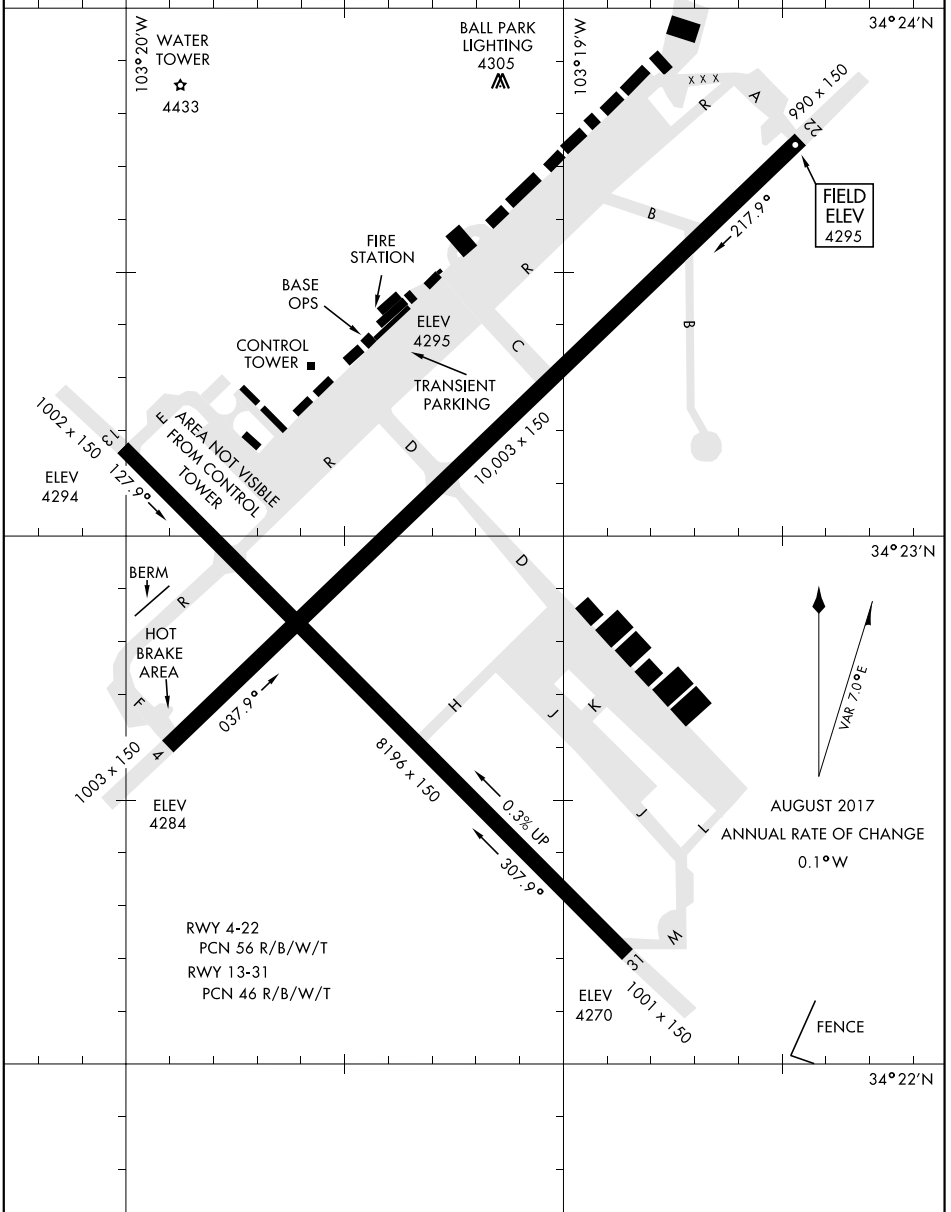 103°20'W
WATER
TOWER
4433
BALL PARK
LIGHTING
4305
103°19'W
34°24'N
X X X
R
A
990 x 150
22
FIELD
ELEV
4295
217.9°
B
B
FIRE
STATION
BASE
OPS
R
ELEV
4295
CONTROL
TOWER
C
TRANSIENT
PARKING
1002 x 150
13
E
AREA NOT VISIBLE
FROM CONTROL
TOWER
R
D
10,003 x 150
ELEV
4294
127.9°
34°23'N
BERM
R
D
HOT
BRAKE
AREA
F
037.9°
H
J
K
VAR 7.0°E
4
1003 x 150
ELEV
4284
8196 x 150
0.3% UP
307.9°
J
L
AUGUST 2017
ANNUAL RATE OF CHANGE
0.1°W
RWY 4-22
PCN 56 R/B/W/T
RWY 13-31
PCN 46 R/B/W/T
M
31
ELEV
4270
1001 x 150
FENCE
34°22'N